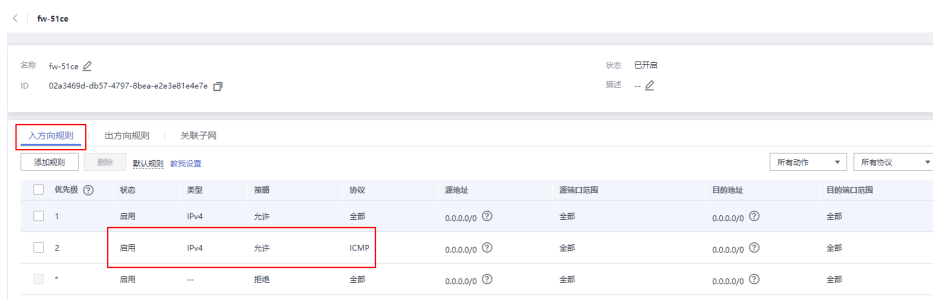 fw-51ce
名称 fw-51ce 状态 已开启
ID 02a3469d-db57-4797-8bea-e2e3e81e4e7e 描述 --
入方向规则 出方向规则 关联子网
添加规则 删除 默认规则 教我设置 所有动作 所有协议
优先级 状态 类型 策略 协议 源地址 源端口范围 目的地址 目的端口范围
1 启用 IPv4 允许 全部 0.0.0.0/0 全部 0.0.0.0/0 全部
2 启用 IPv4 允许 ICMP 0.0.0.0/0 全部 0.0.0.0/0 全部
* 启用 -- 拒绝 全部 0.0.0.0/0 全部 0.0.0.0/0 全部